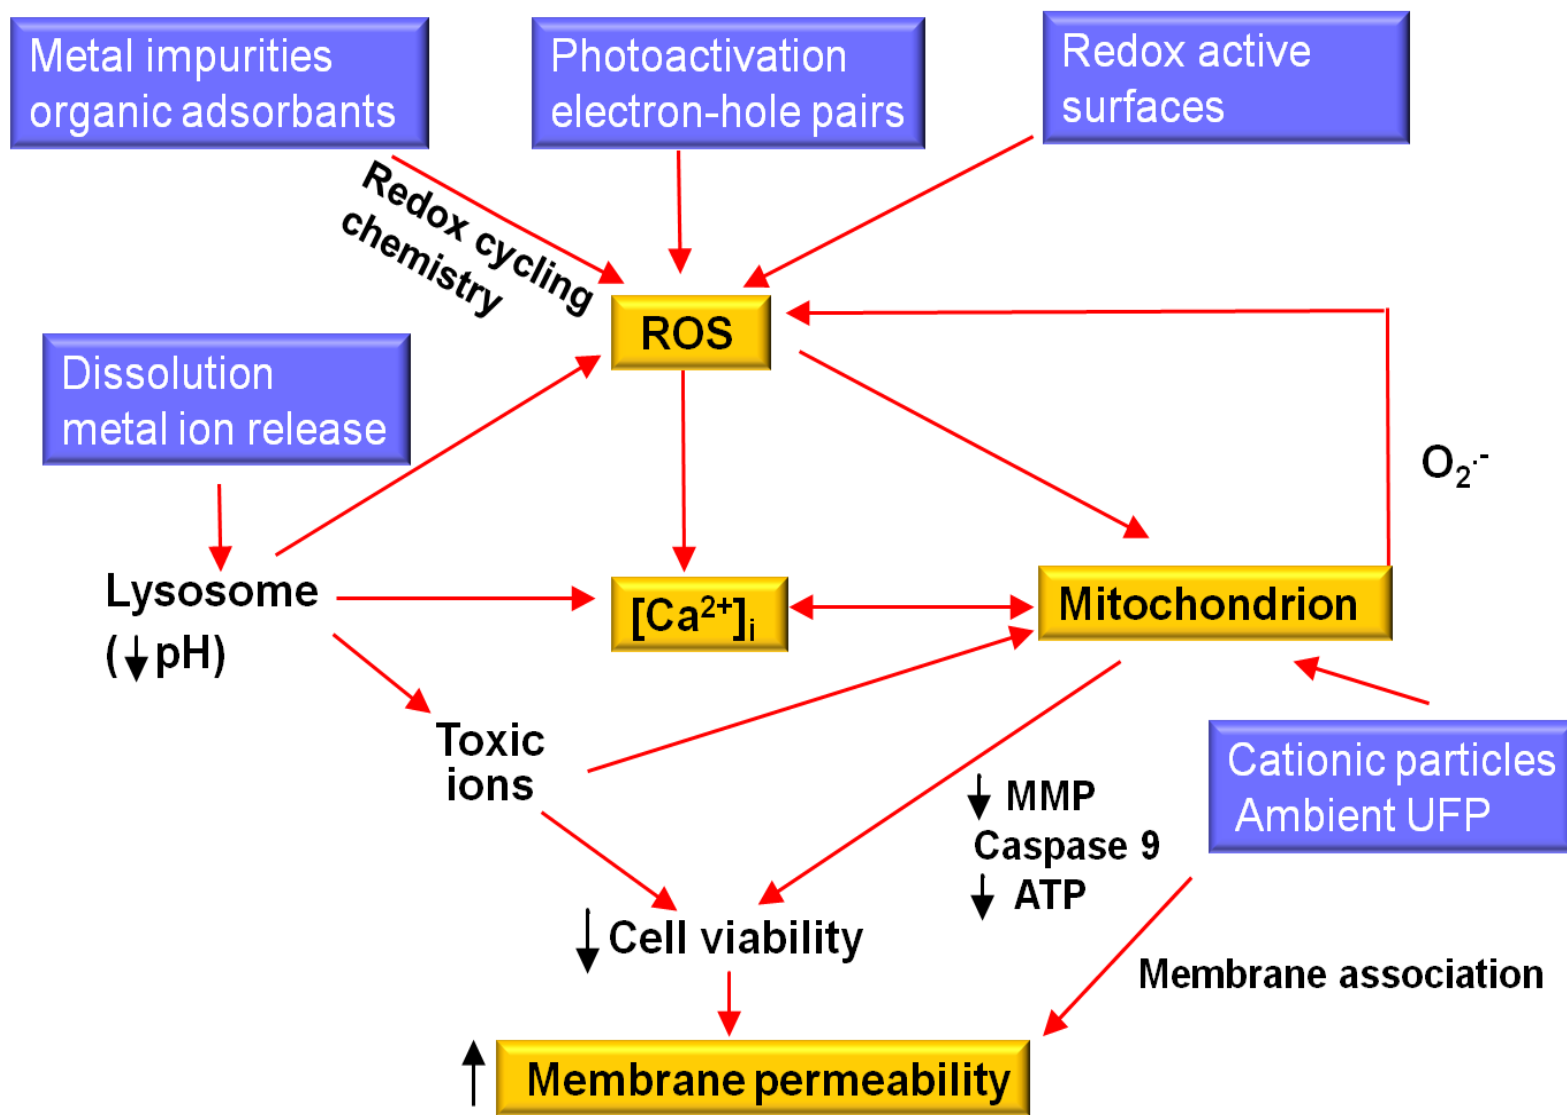 Metal impurities
organic adsorbants
Photoactivation
electron-hole pairs
Redox active
surfaces
Redox cycling
chemistry
ROS
Dissolution
metal ion release
O₂·⁻
Lysosome
(↓pH)
[Ca²⁺]ᵢ
Mitochondrion
Toxic
ions
Cationic particles
Ambient UFP
↓ MMP
Caspase 9
↓ ATP
↓ Cell viability
Membrane association
↑ Membrane permeability